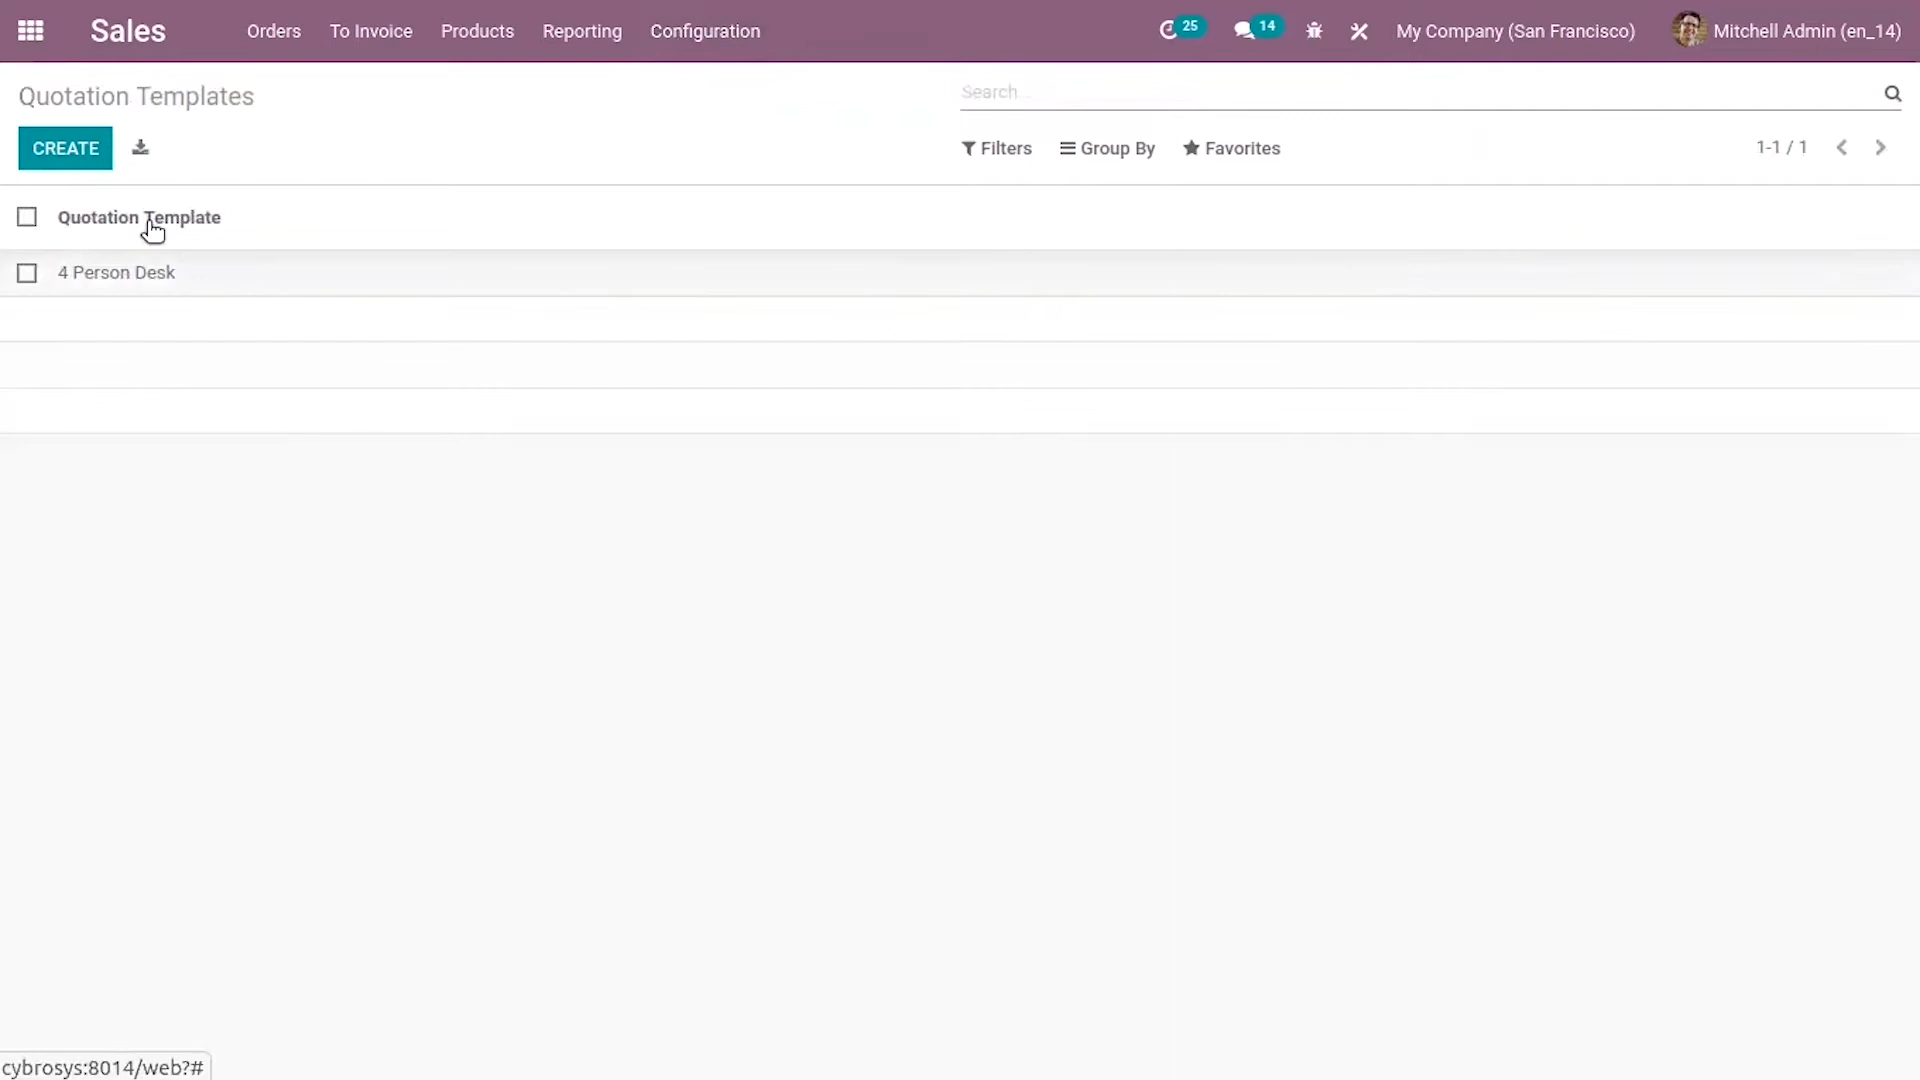 Sales Orders To Invoice Products Reporting Configuration 25 14 My Company (San Francisco) Mitchell Admin (en_14)
Quotation Templates Search...
CREATE Filters Group By Favorites 1-1 / 1
Quotation Template
4 Person Desk
cybrosys:8014/web?#